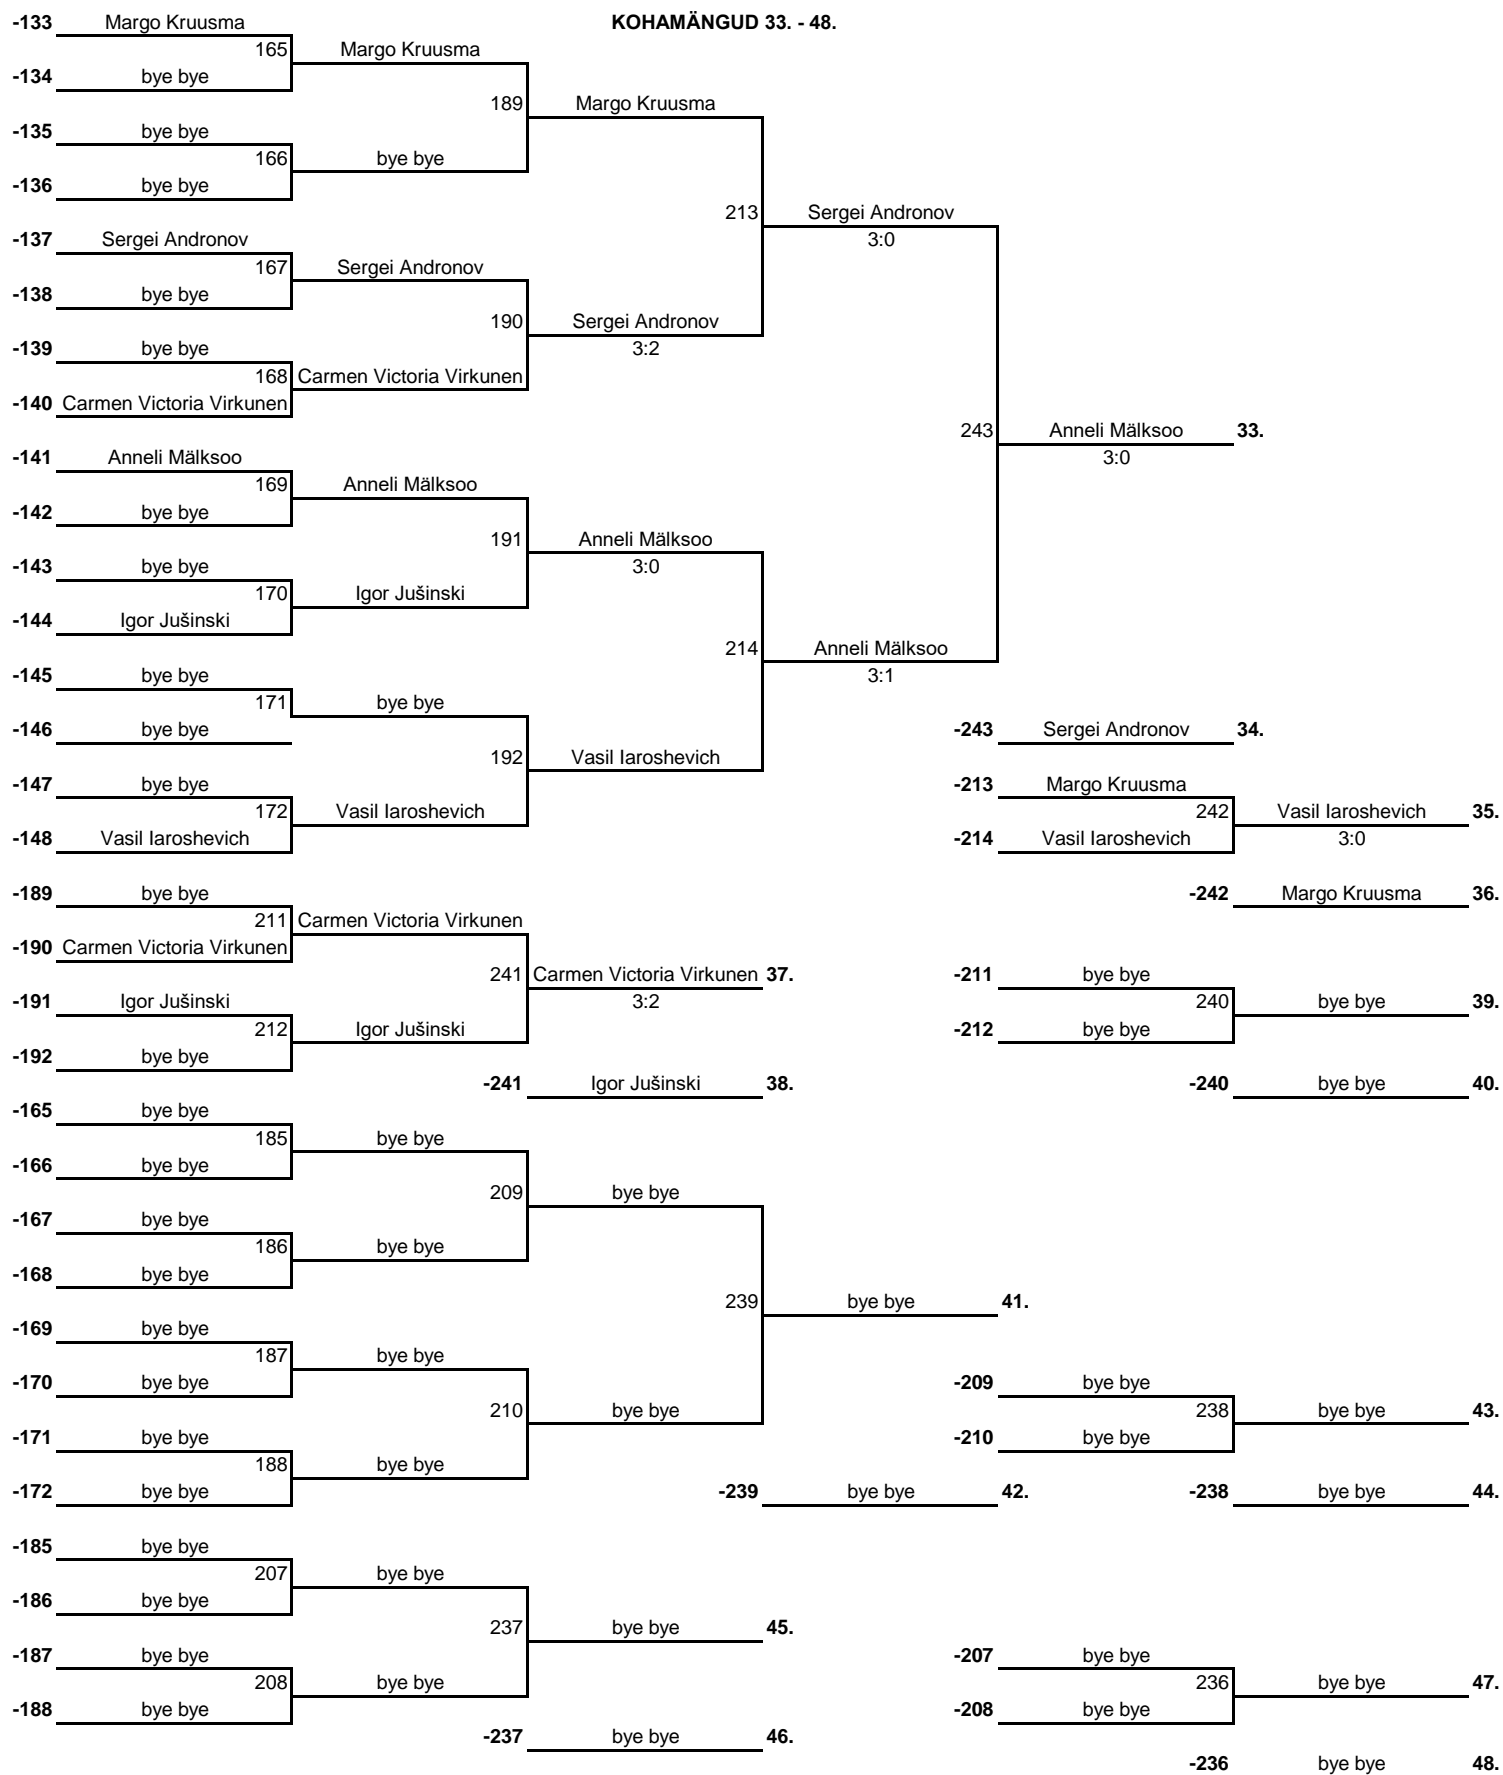 -133 Margo Kruusma KOHAMÄNGUD 33. - 48.
165 Margo Kruusma
-134 bye bye
189 Margo Kruusma
-135 bye bye
166 bye bye
-136 bye bye
213 Sergei Andronov
-137 Sergei Andronov 3:0
167 Sergei Andronov
-138 bye bye
190 Sergei Andronov
-139 bye bye 3:2
168 Carmen Victoria Virkunen
-140 Carmen Victoria Virkunen
243 Anneli Mälksoo 33.
-141 Anneli Mälksoo 3:0
169 Anneli Mälksoo
-142 bye bye
191 Anneli Mälksoo
-143 bye bye 3:0
170 Igor Jušinski
-144 Igor Jušinski
214 Anneli Mälksoo
-145 bye bye 3:1
171 bye bye
-146 bye bye -243 Sergei Andronov 34.
192 Vasil Iaroshevich
-147 bye bye -213 Margo Kruusma
172 Vasil Iaroshevich 242 Vasil Iaroshevich 35.
-148 Vasil Iaroshevich -214 Vasil Iaroshevich 3:0
-189 bye bye -242 Margo Kruusma 36.
211 Carmen Victoria Virkunen
-190 Carmen Victoria Virkunen
241 Carmen Victoria Virkunen 37. -211 bye bye
-191 Igor Jušinski 3:2 240 bye bye 39.
212 Igor Jušinski -212 bye bye
-192 bye bye
-241 Igor Jušinski 38. -240 bye bye 40.
-165 bye bye
185 bye bye
-166 bye bye
209 bye bye
-167 bye bye
186 bye bye
-168 bye bye
239 bye bye 41.
-169 bye bye
187 bye bye
-170 bye bye -209 bye bye
210 bye bye 238 bye bye 43.
-171 bye bye -210 bye bye
188 bye bye
-172 bye bye -239 bye bye 42. -238 bye bye 44.
-185 bye bye
207 bye bye
-186 bye bye
237 bye bye 45.
-187 bye bye -207 bye bye
208 bye bye 236 bye bye 47.
-188 bye bye -208 bye bye
-237 bye bye 46.
-236 bye bye 48.